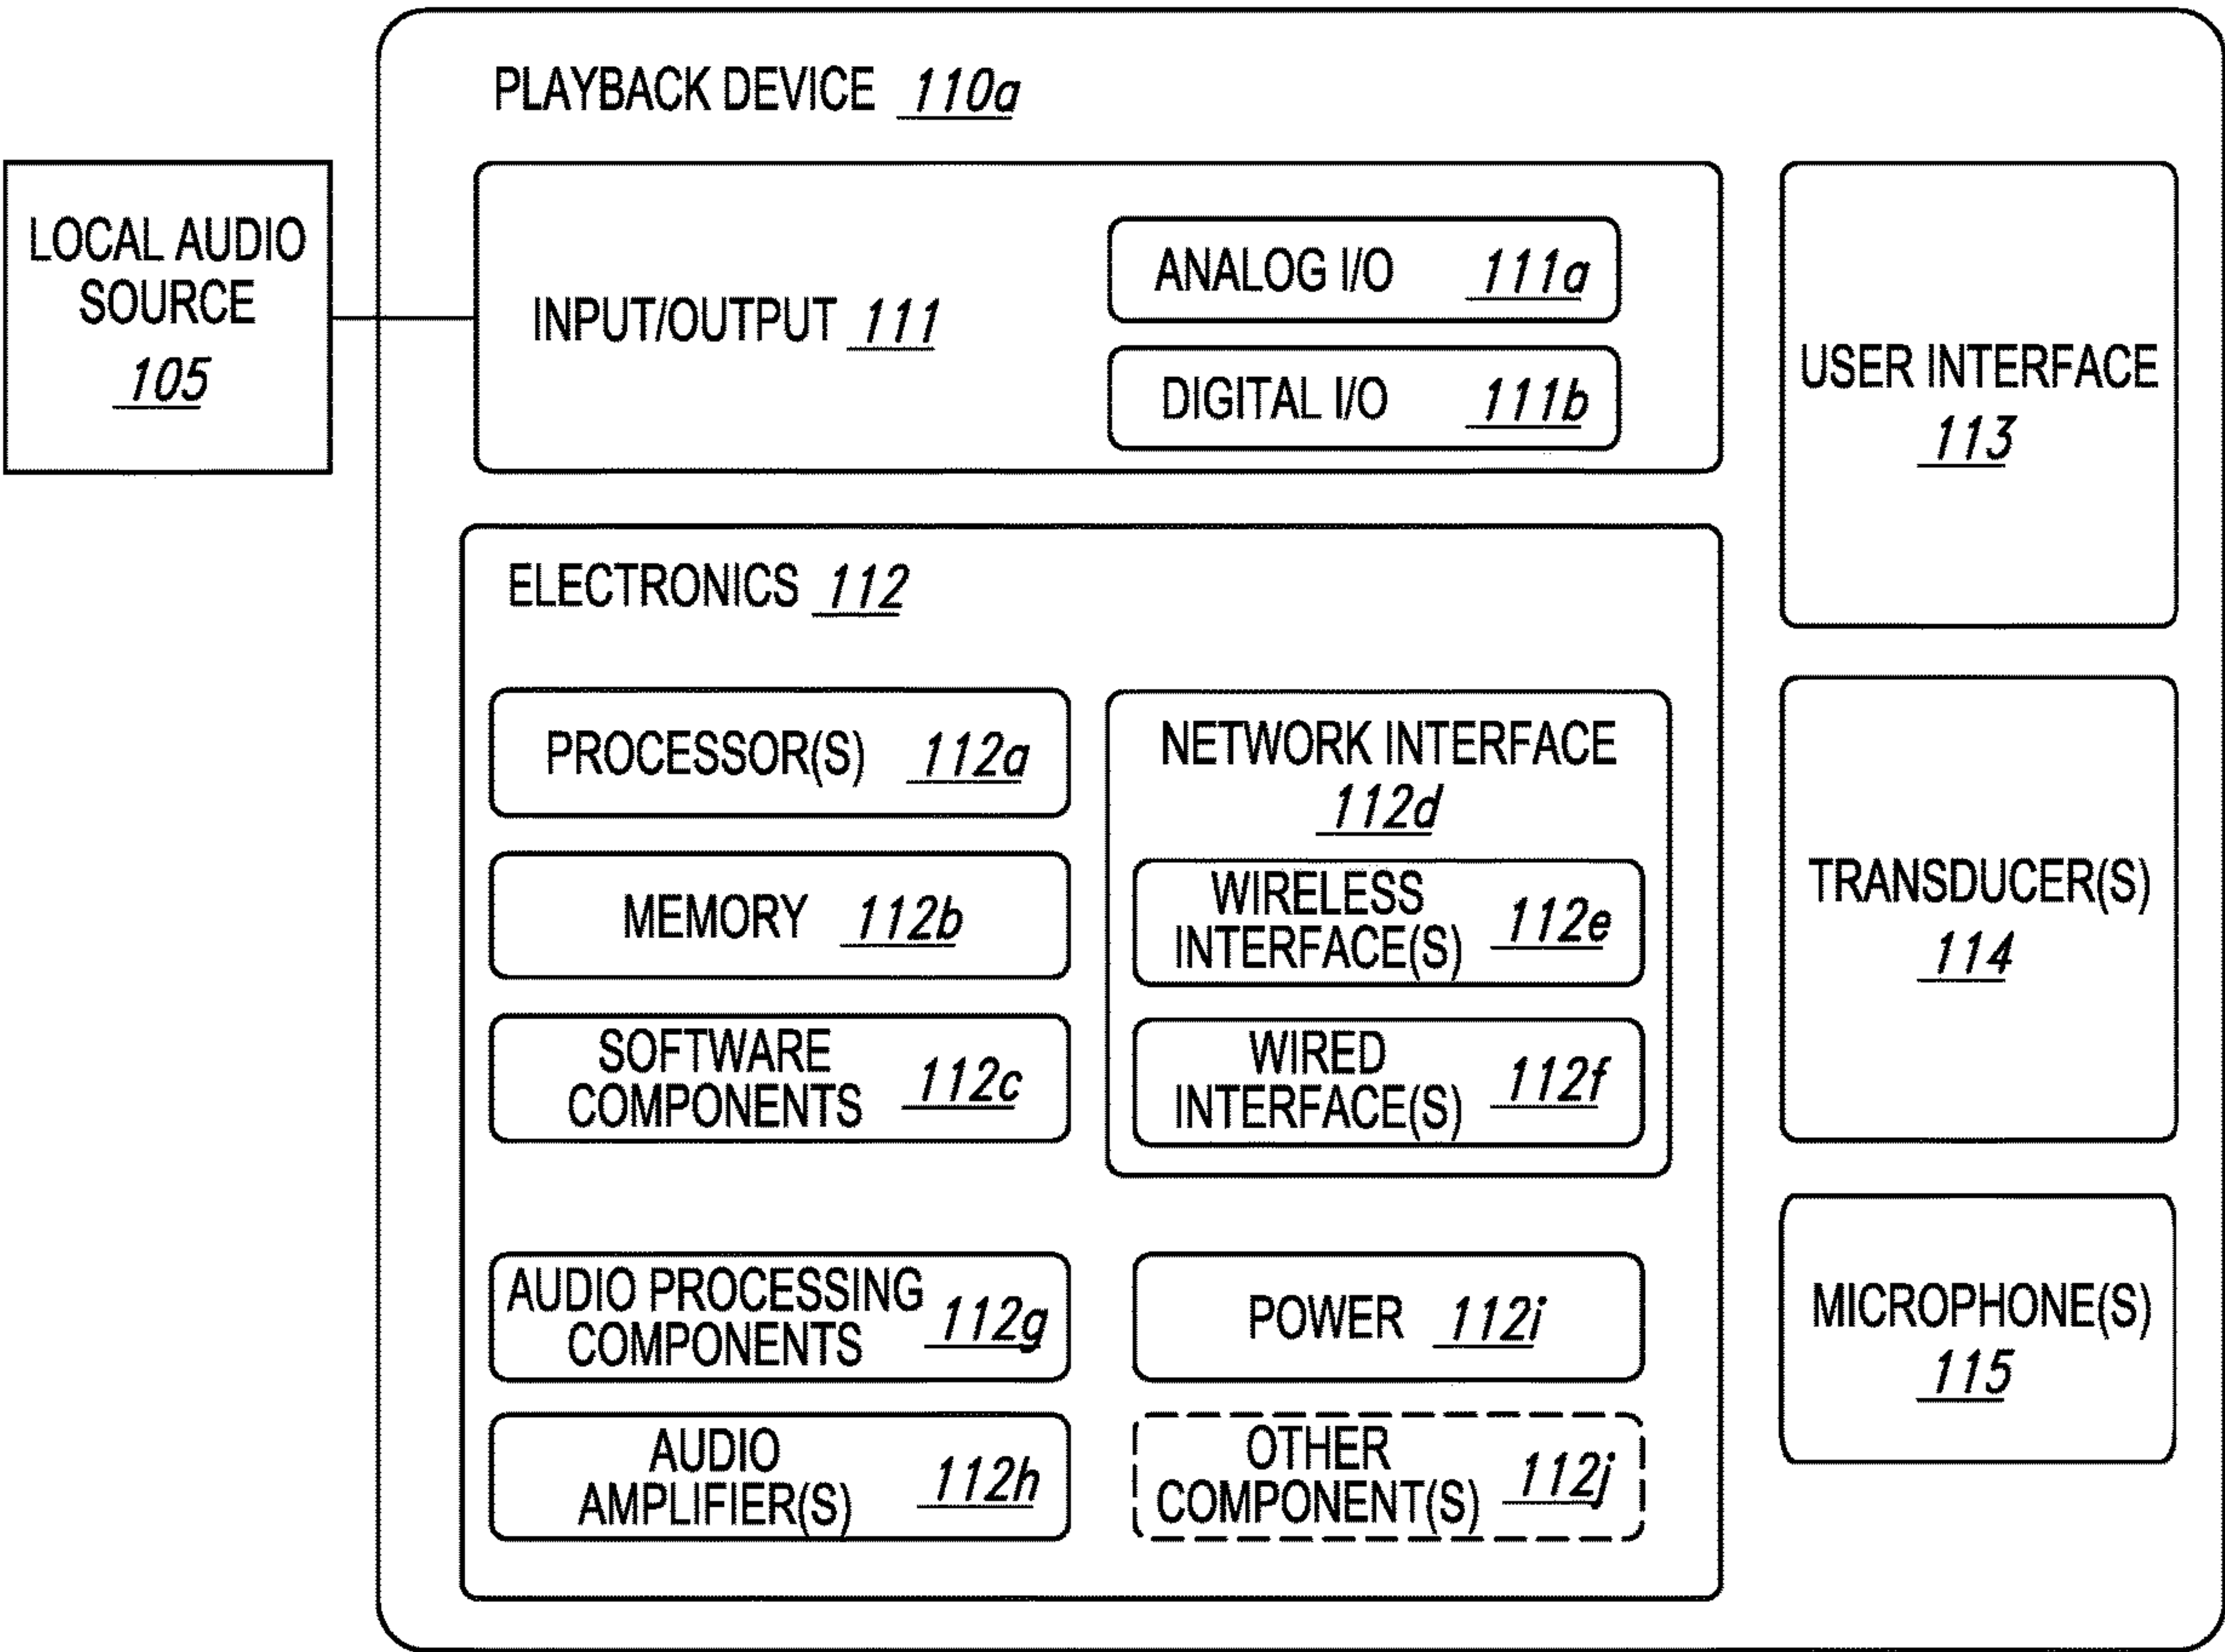 PLAYBACK DEVICE 110a
LOCAL AUDIO
SOURCE
105
INPUT/OUTPUT 111
ANALOG I/O 111a
DIGITAL I/O 111b
USER INTERFACE
113
ELECTRONICS 112
PROCESSOR(S) 112a
MEMORY 112b
SOFTWARE
COMPONENTS 112c
NETWORK INTERFACE
112d
WIRELESS
INTERFACE(S) 112e
WIRED
INTERFACE(S) 112f
AUDIO PROCESSING
COMPONENTS 112g
AUDIO
AMPLIFIER(S) 112h
POWER 112i
OTHER
COMPONENT(S) 112j
TRANSDUCER(S)
114
MICROPHONE(S)
115